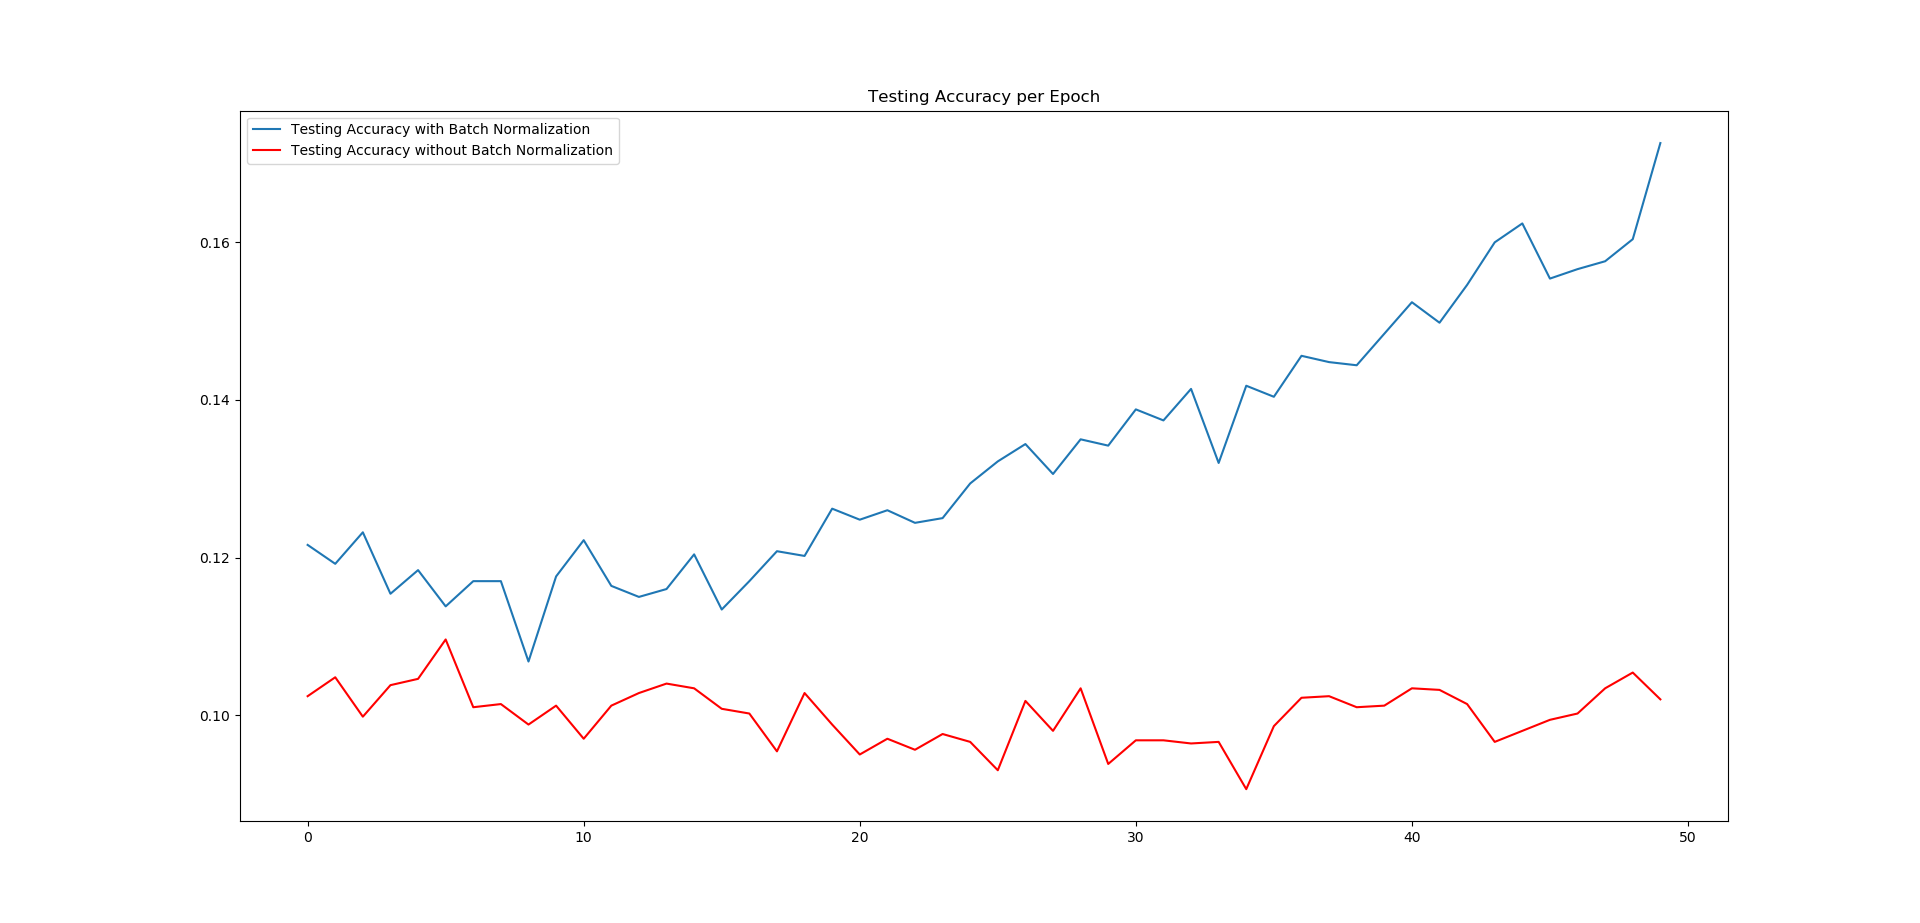 Testing Accuracy per Epoch
Testing Accuracy with Batch Normalization
Testing Accuracy without Batch Normalization
0.16
0.14
0.12
0.10
0 10 20 30 40 50